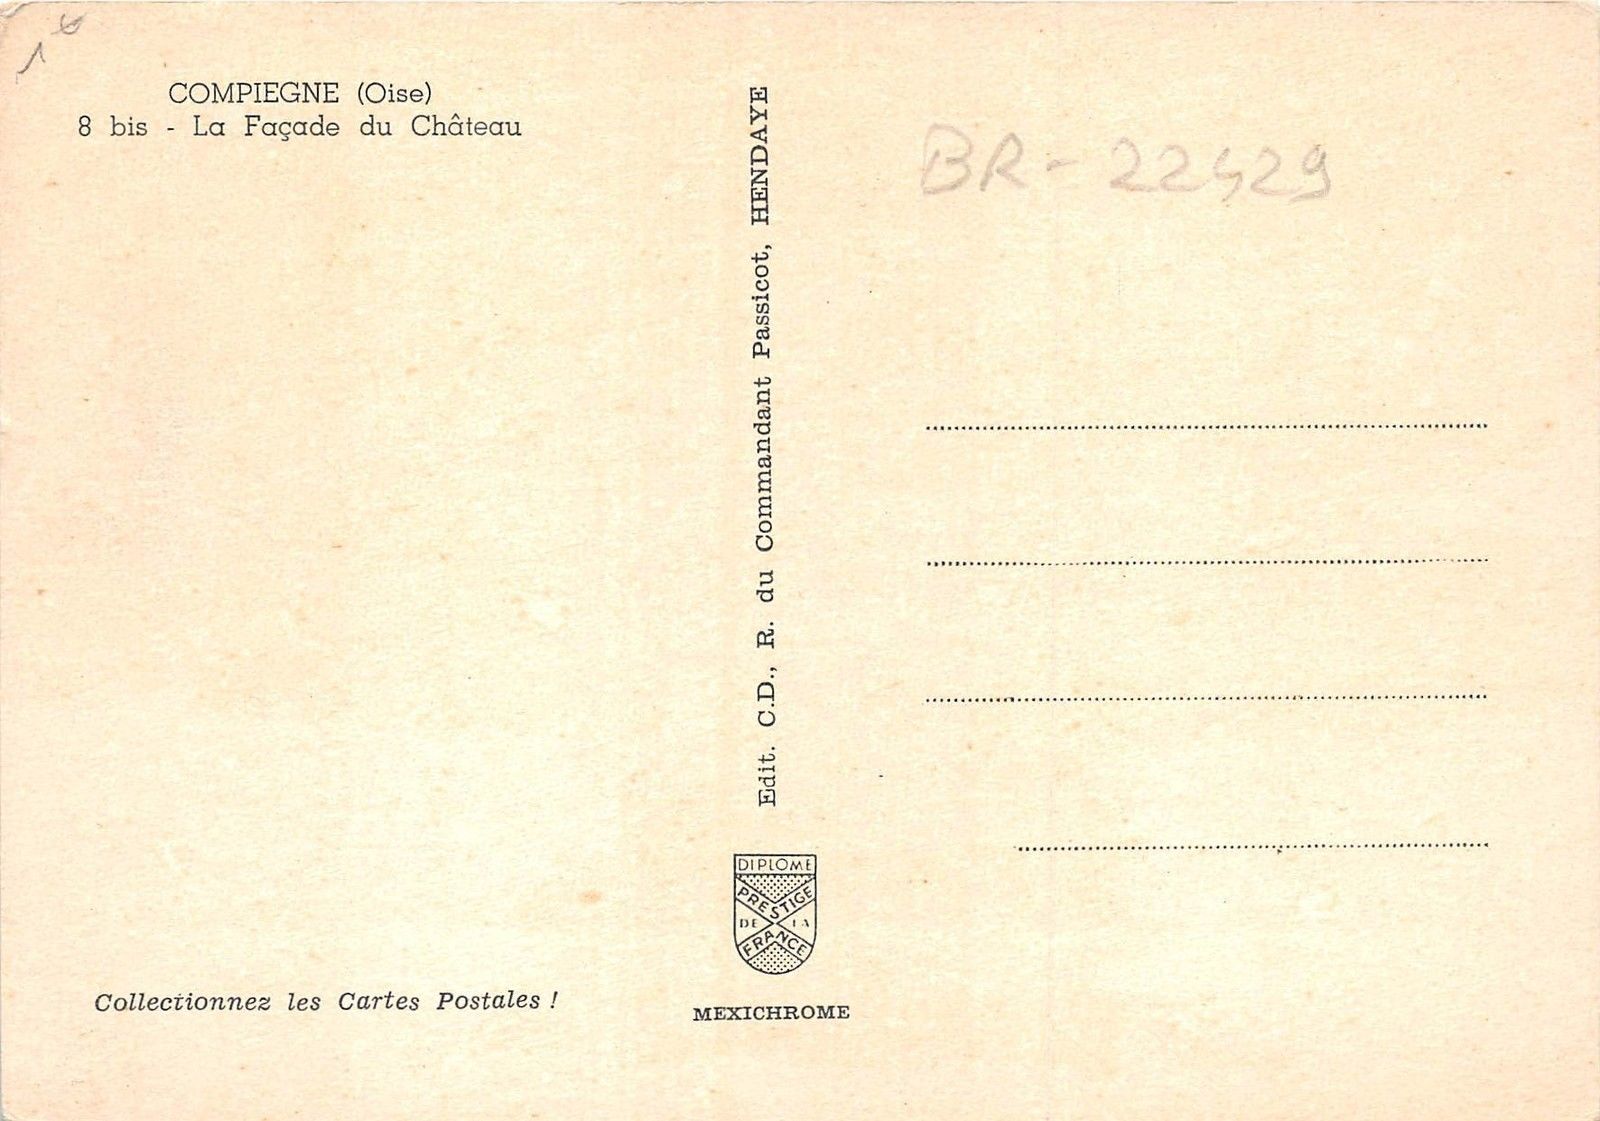 COMPIEGNE (Oise)
8 bis - La Façade du Château
BR - 22429
Edit. C.D., R. du Commandant Passicot, HENDAYE
DIPLOME
PRESTIGE
DE LA
FRANCE
Collectionnez les Cartes Postales !
MEXICHROME